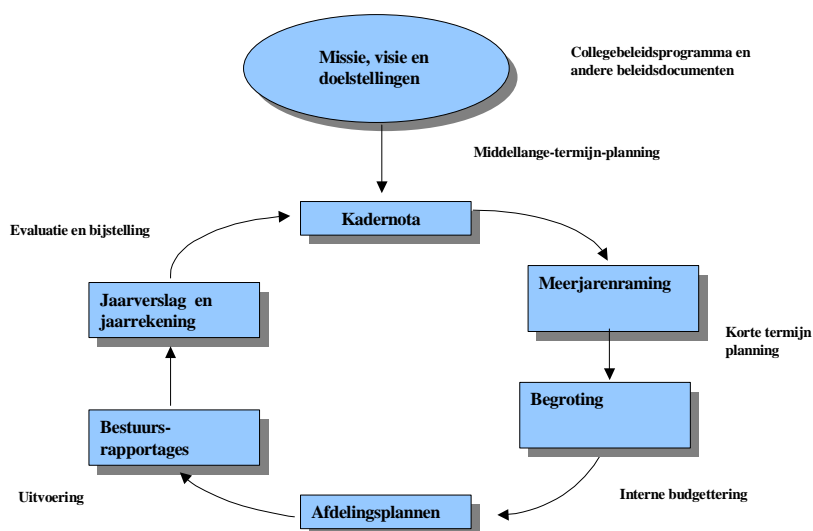 Missie, visie en
doelstellingen
Collegebeleidsprogramma en
andere beleidsdocumenten
Middellange-termijn-planning
Kadernota
Evaluatie en bijstelling
Meerjarenraming
Jaarverslag en
jaarrekening
Korte termijn
planning
Begroting
Bestuurs-
rapportages
Interne budgettering
Uitvoering
Afdelingsplannen